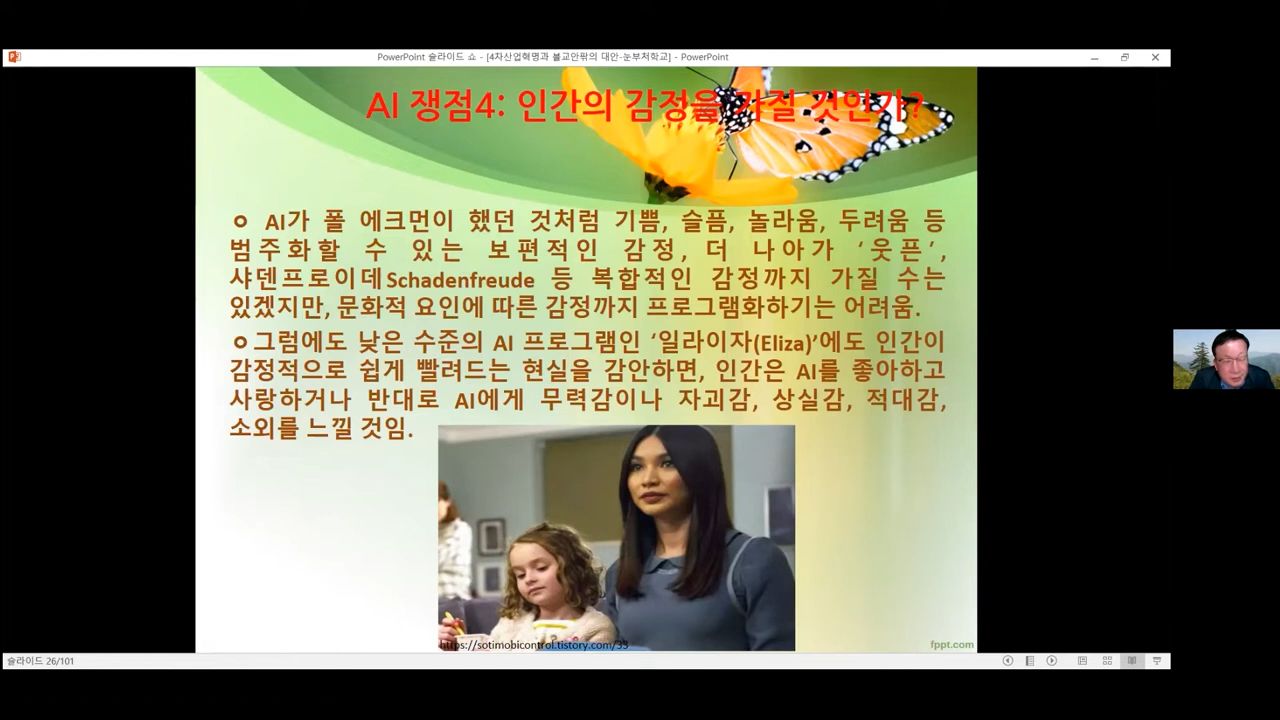 PowerPoint 슬라이드 쇼 - [4차산업혁명과 불교안팎의 대안-눈부처학교] - PowerPoint
AI 쟁점4: 인간의 감정을 가질 것인가?
ㅇ AI가 폴 에크먼이 했던 것처럼 기쁨, 슬픔, 놀라움, 두려움 등
범주화할 수 있는 보편적인 감정, 더 나아가 ‘웃픈’,
샤덴프로이데Schadenfreude 등 복합적인 감정까지 가질 수는
있겠지만, 문화적 요인에 따른 감정까지 프로그램화하기는 어려움.
ㅇ그럼에도 낮은 수준의 AI 프로그램인 ‘일라이자(Eliza)’에도 인간이
감정적으로 쉽게 빨려드는 현실을 감안하면, 인간은 AI를 좋아하고
사랑하거나 반대로 AI에게 무력감이나 자괴감, 상실감, 적대감,
소외를 느낄 것임.
https://sotimobicontrol.tistory.com/33
fppt.com
슬라이드 26/101